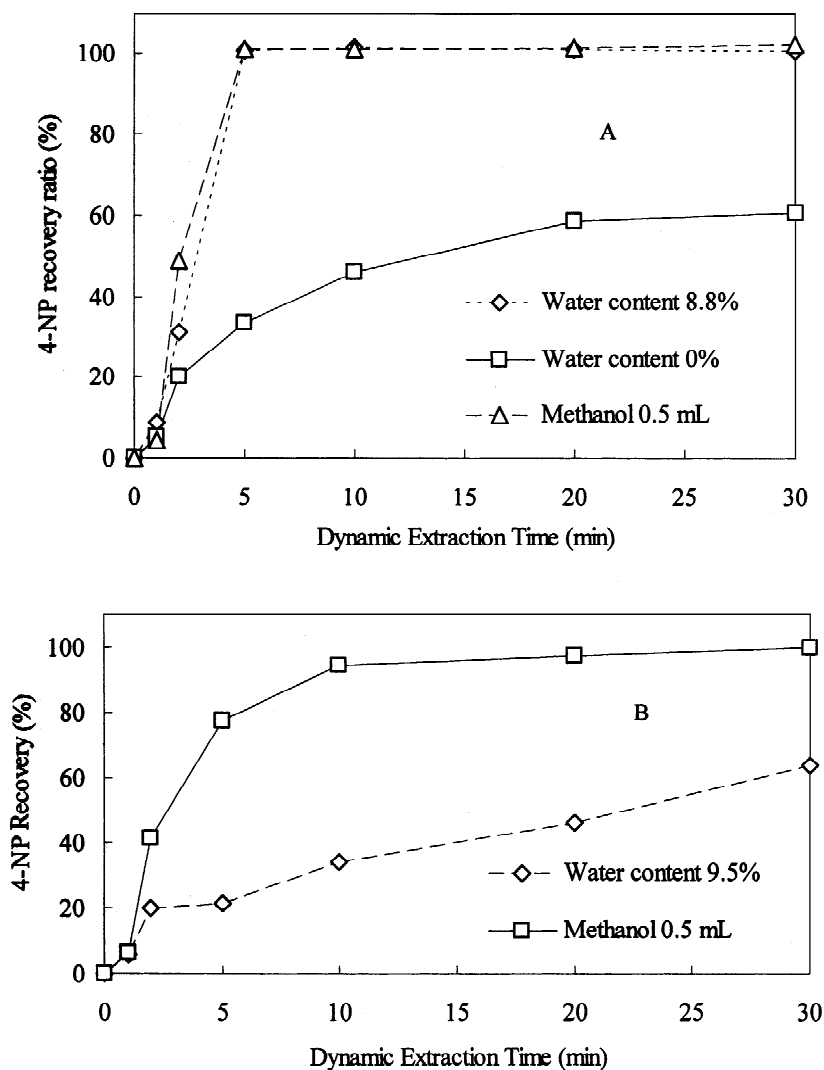 100
80
60
40
20
0
4-NP recovery ratio (%)
A
Water content 8.8%
Water content 0%
Methanol 0.5 mL
0 5 10 15 20 25 30
Dynamic Extraction Time (min)
100
80
60
40
20
0
4-NP Recovery (%)
B
Water content 9.5%
Methanol 0.5 mL
0 5 10 15 20 25 30
Dynamic Extraction Time (min)